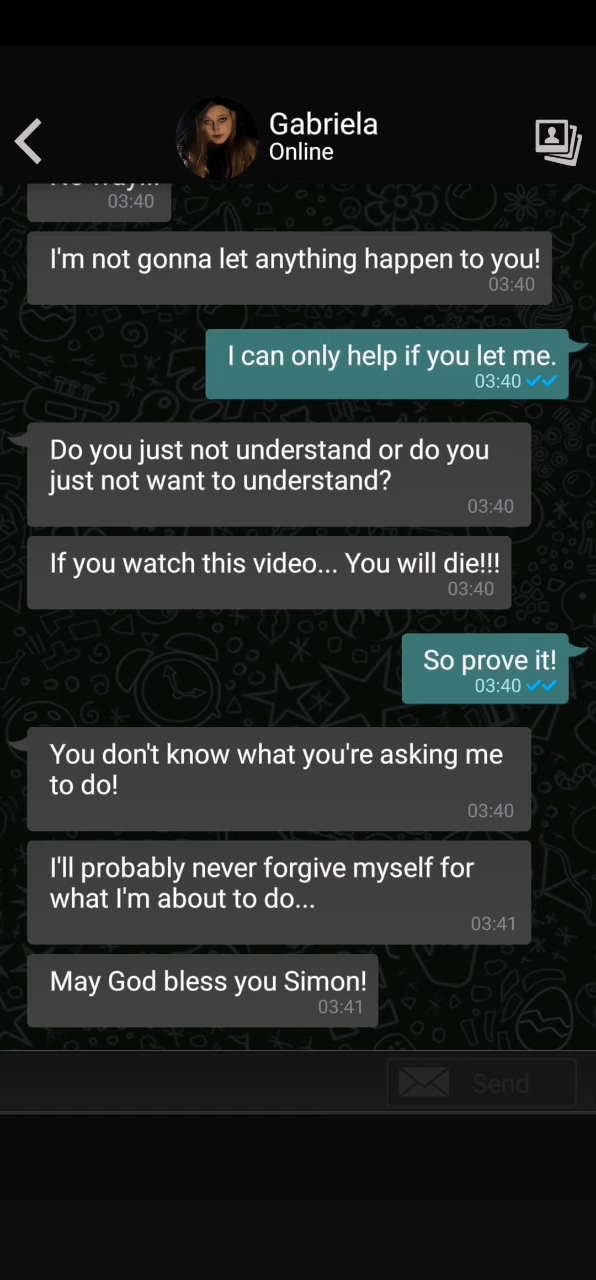 Gabriela
Online
03:40
I'm not gonna let anything happen to you!
03:40
I can only help if you let me.
03:40
Do you just not understand or do you
just not want to understand?
03:40
If you watch this video... You will die!!!
03:40
So prove it!
03:40
You don't know what you're asking me
to do!
03:40
I'll probably never forgive myself for
what I'm about to do...
03:41
May God bless you Simon!
03:41
Send